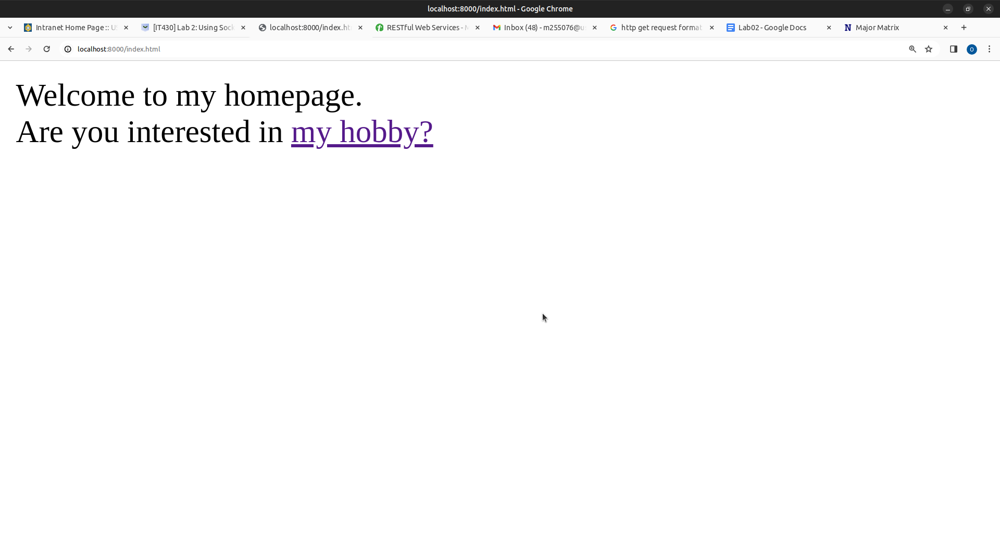 localhost:8000/index.html - Google Chrome
Intranet Home Page :: US
[IT430] Lab 2: Using Sock
localhost:8000/index.ht
RESTful Web Services - M
Inbox (48) - m255076@u
http get request format
Lab02 - Google Docs
N Major Matrix
localhost:8000/index.html
O
Welcome to my homepage.
Are you interested in my hobby?